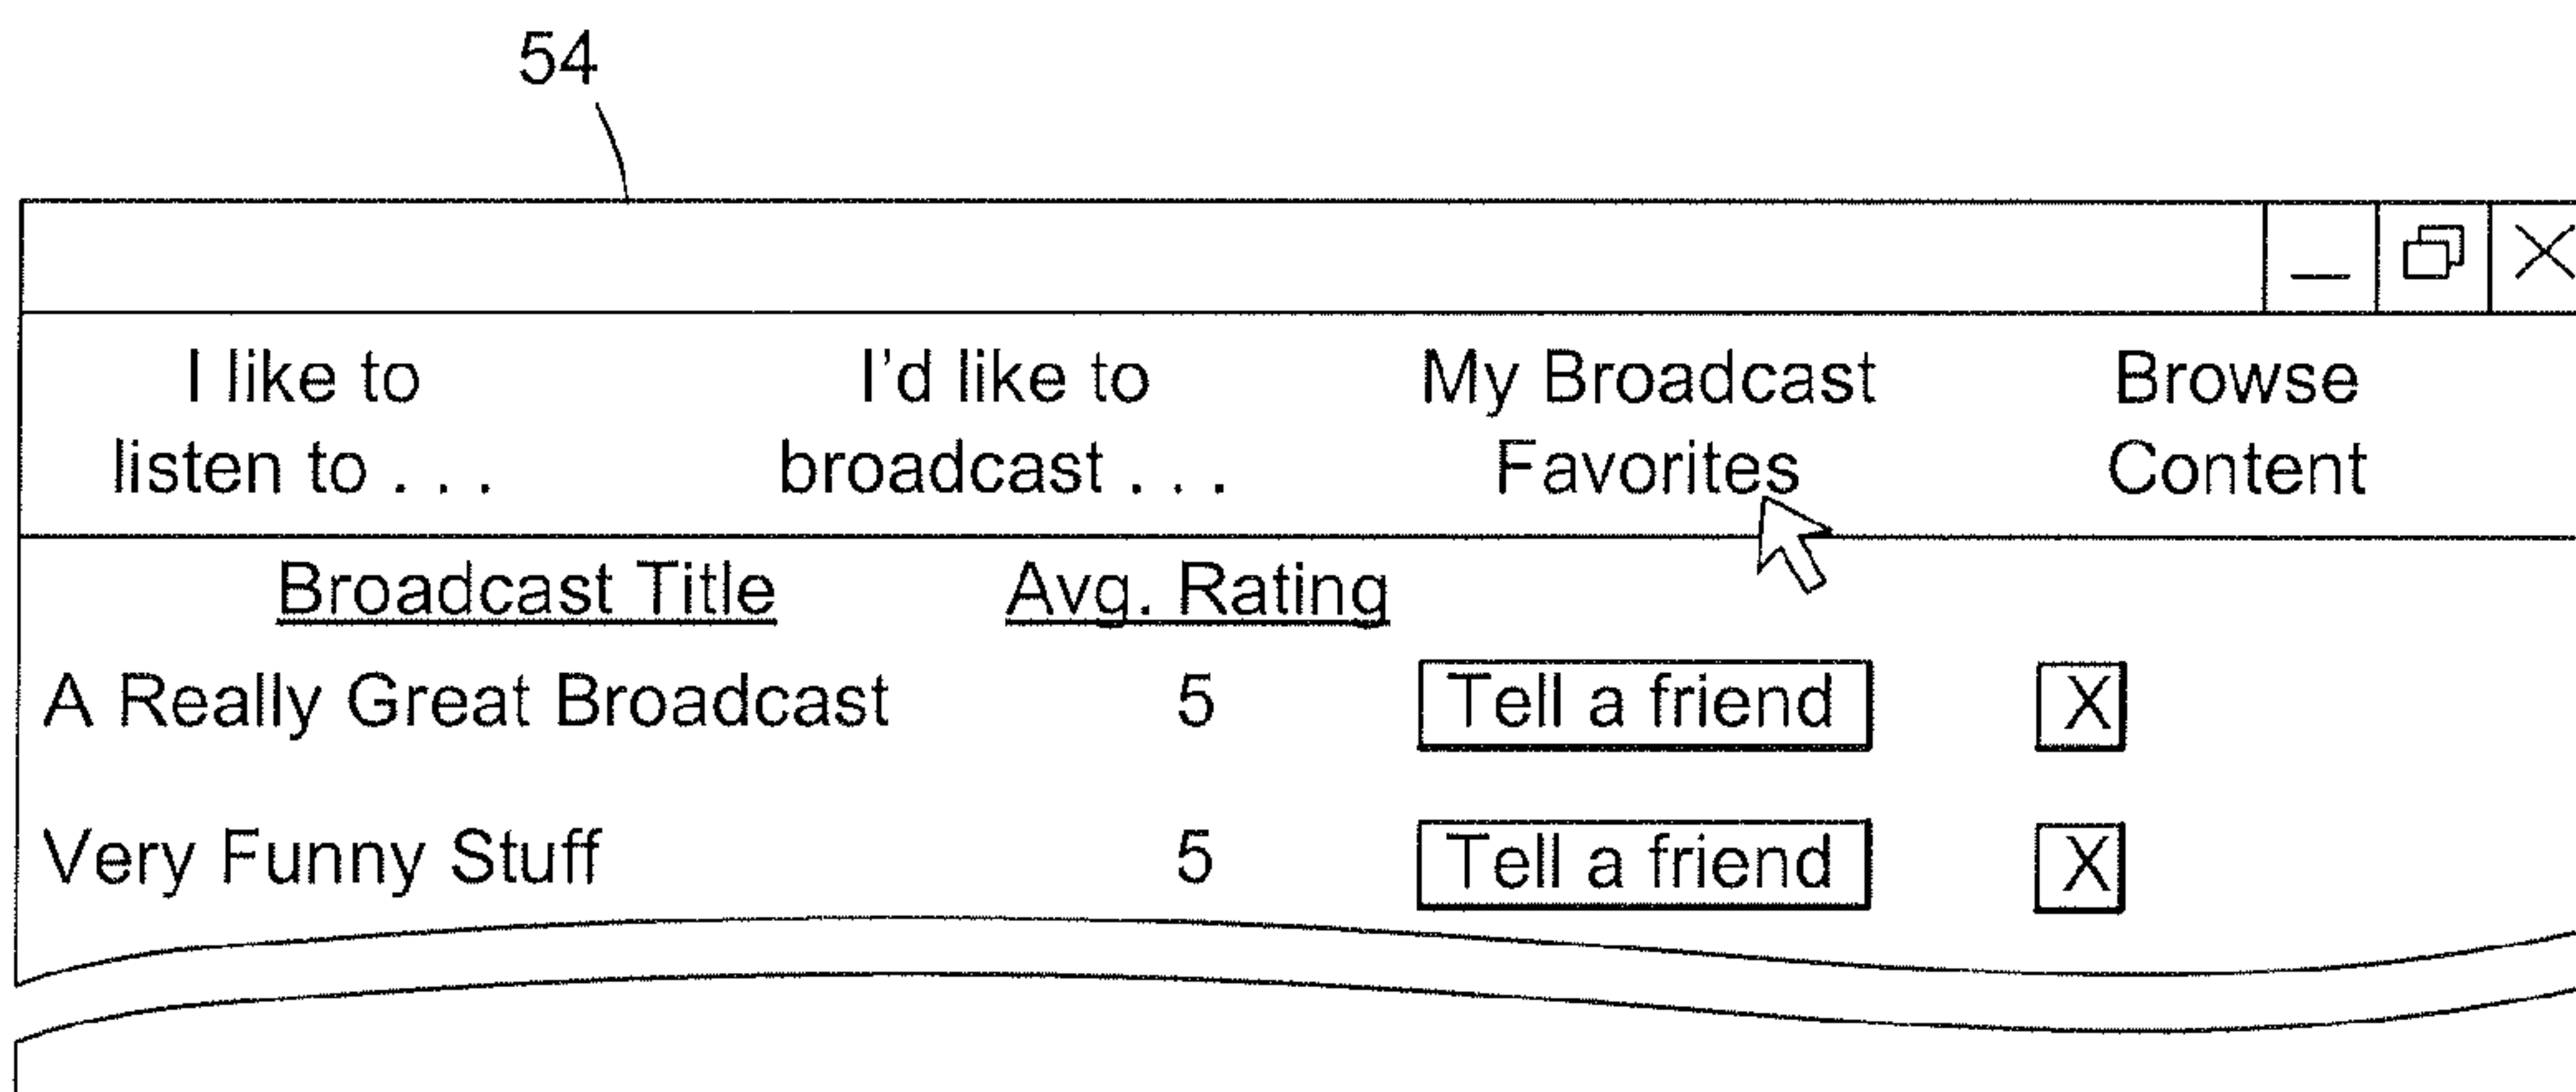 54
I like to I'd like to My Broadcast Browse
listen to . . . broadcast . . . Favorites Content
Broadcast Title Avg. Rating
A Really Great Broadcast 5 Tell a friend X
Very Funny Stuff 5 Tell a friend X